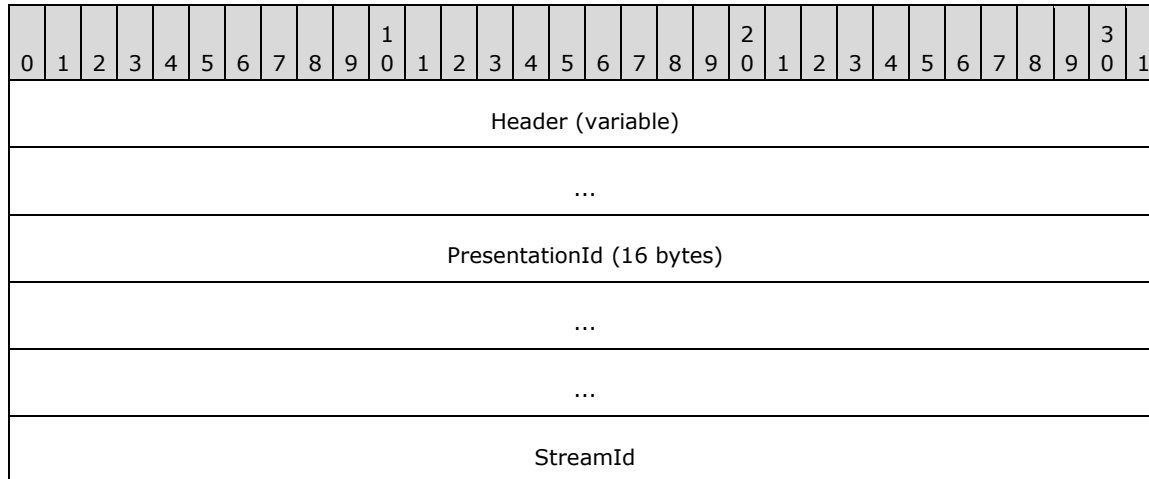 1 2 3
0 1 2 3 4 5 6 7 8 9 0 1 2 3 4 5 6 7 8 9 0 1 2 3 4 5 6 7 8 9 0 1
Header (variable)
...
PresentationId (16 bytes)
...
...
StreamId